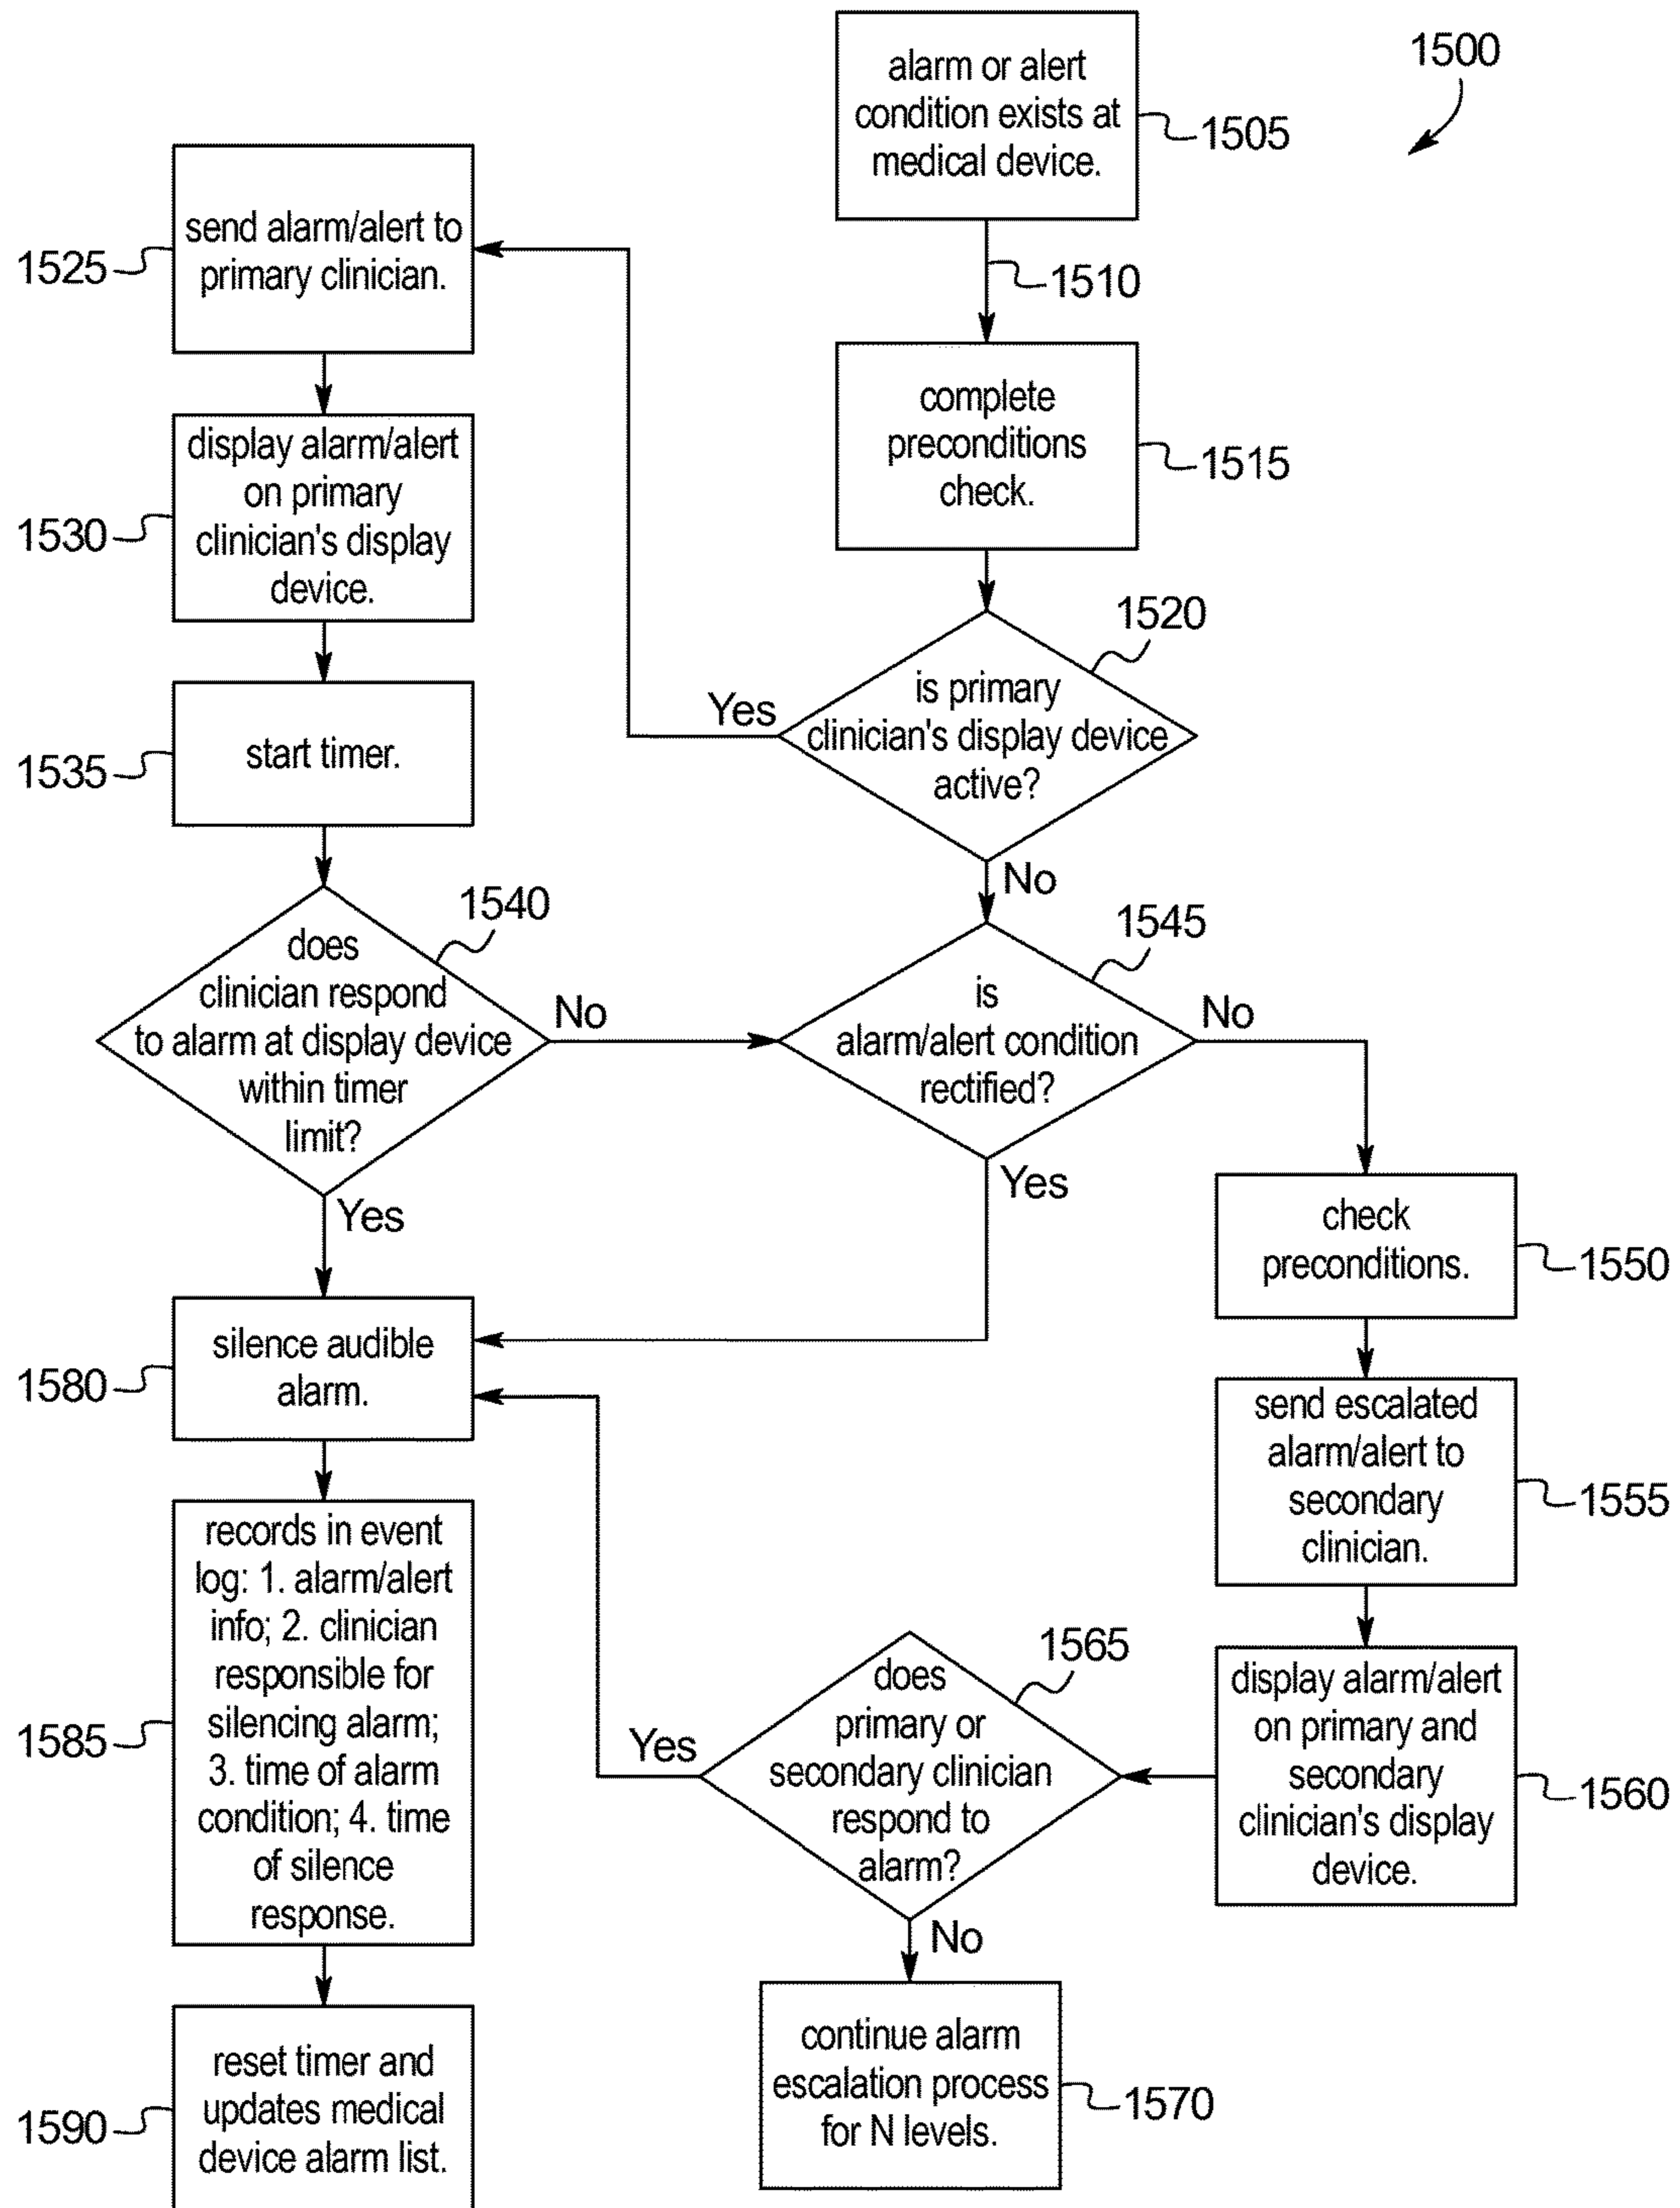 1500
alarm or alert
condition exists at
medical device.
1505
1510
complete
preconditions
check.
1515
1520
is primary
clinician's display device
active?
Yes
No
send alarm/alert to
primary clinician.
1525
display alarm/alert
on primary
clinician's display
device.
1530
start timer.
1535
1540
does
clinician respond
to alarm at display device
within timer
limit?
No
Yes
1545
is
alarm/alert condition
rectified?
No
Yes
check
preconditions.
1550
send escalated
alarm/alert to
secondary
clinician.
1555
display alarm/alert
on primary and
secondary
clinician's display
device.
1560
1565
does
primary or
secondary clinician
respond to
alarm?
Yes
No
continue alarm
escalation process
for N levels.
1570
silence audible
alarm.
1580
records in event
log: 1. alarm/alert
info; 2. clinician
responsible for
silencing alarm;
3. time of alarm
condition; 4. time
of silence
response.
1585
reset timer and
updates medical
device alarm list.
1590